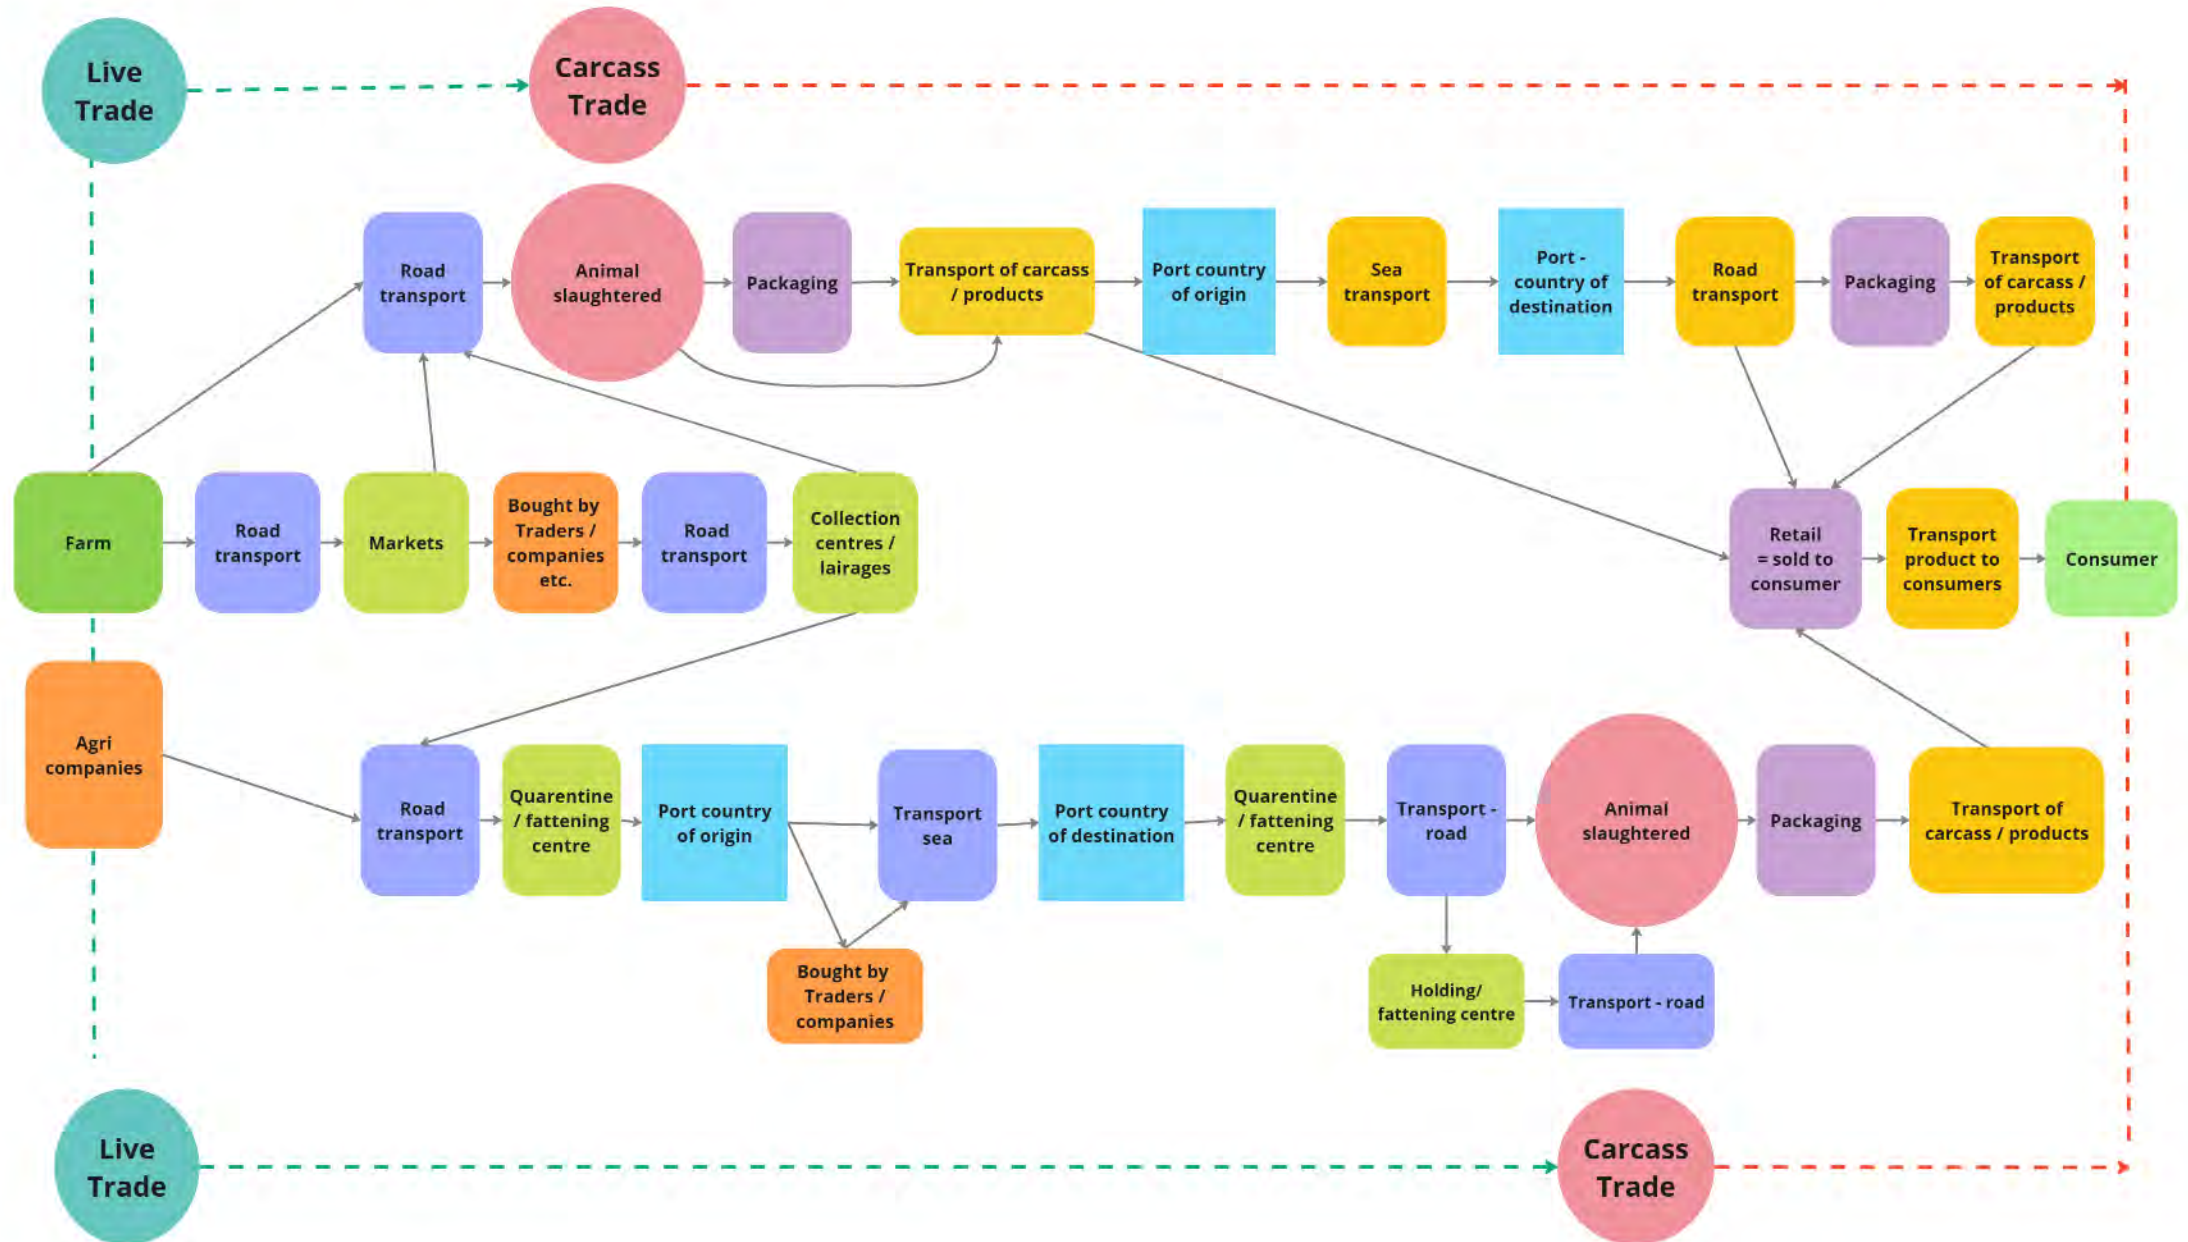 Live
Trade
Carcass
Trade
Road
transport
Animal
slaughtered
Packaging
Transport of carcass
/ products
Port country
of origin
Sea
transport
Port -
country of
destination
Road
transport
Packaging
Transport
of carcass /
products
Farm
Road
transport
Markets
Bought by
Traders /
companies
etc.
Road
transport
Collection
centres /
lairages
Retail
= sold to
consumer
Transport
product to
consumers
Consumer
Agri
companies
Road
transport
Quarentine
/ fattening
centre
Port country
of origin
Transport
sea
Port country
of destination
Quarentine
/ fattening
centre
Transport -
road
Animal
slaughtered
Packaging
Transport of
carcass / products
Bought by
Traders /
companies
Holding/
fattening centre
Transport - road
Live
Trade
Carcass
Trade